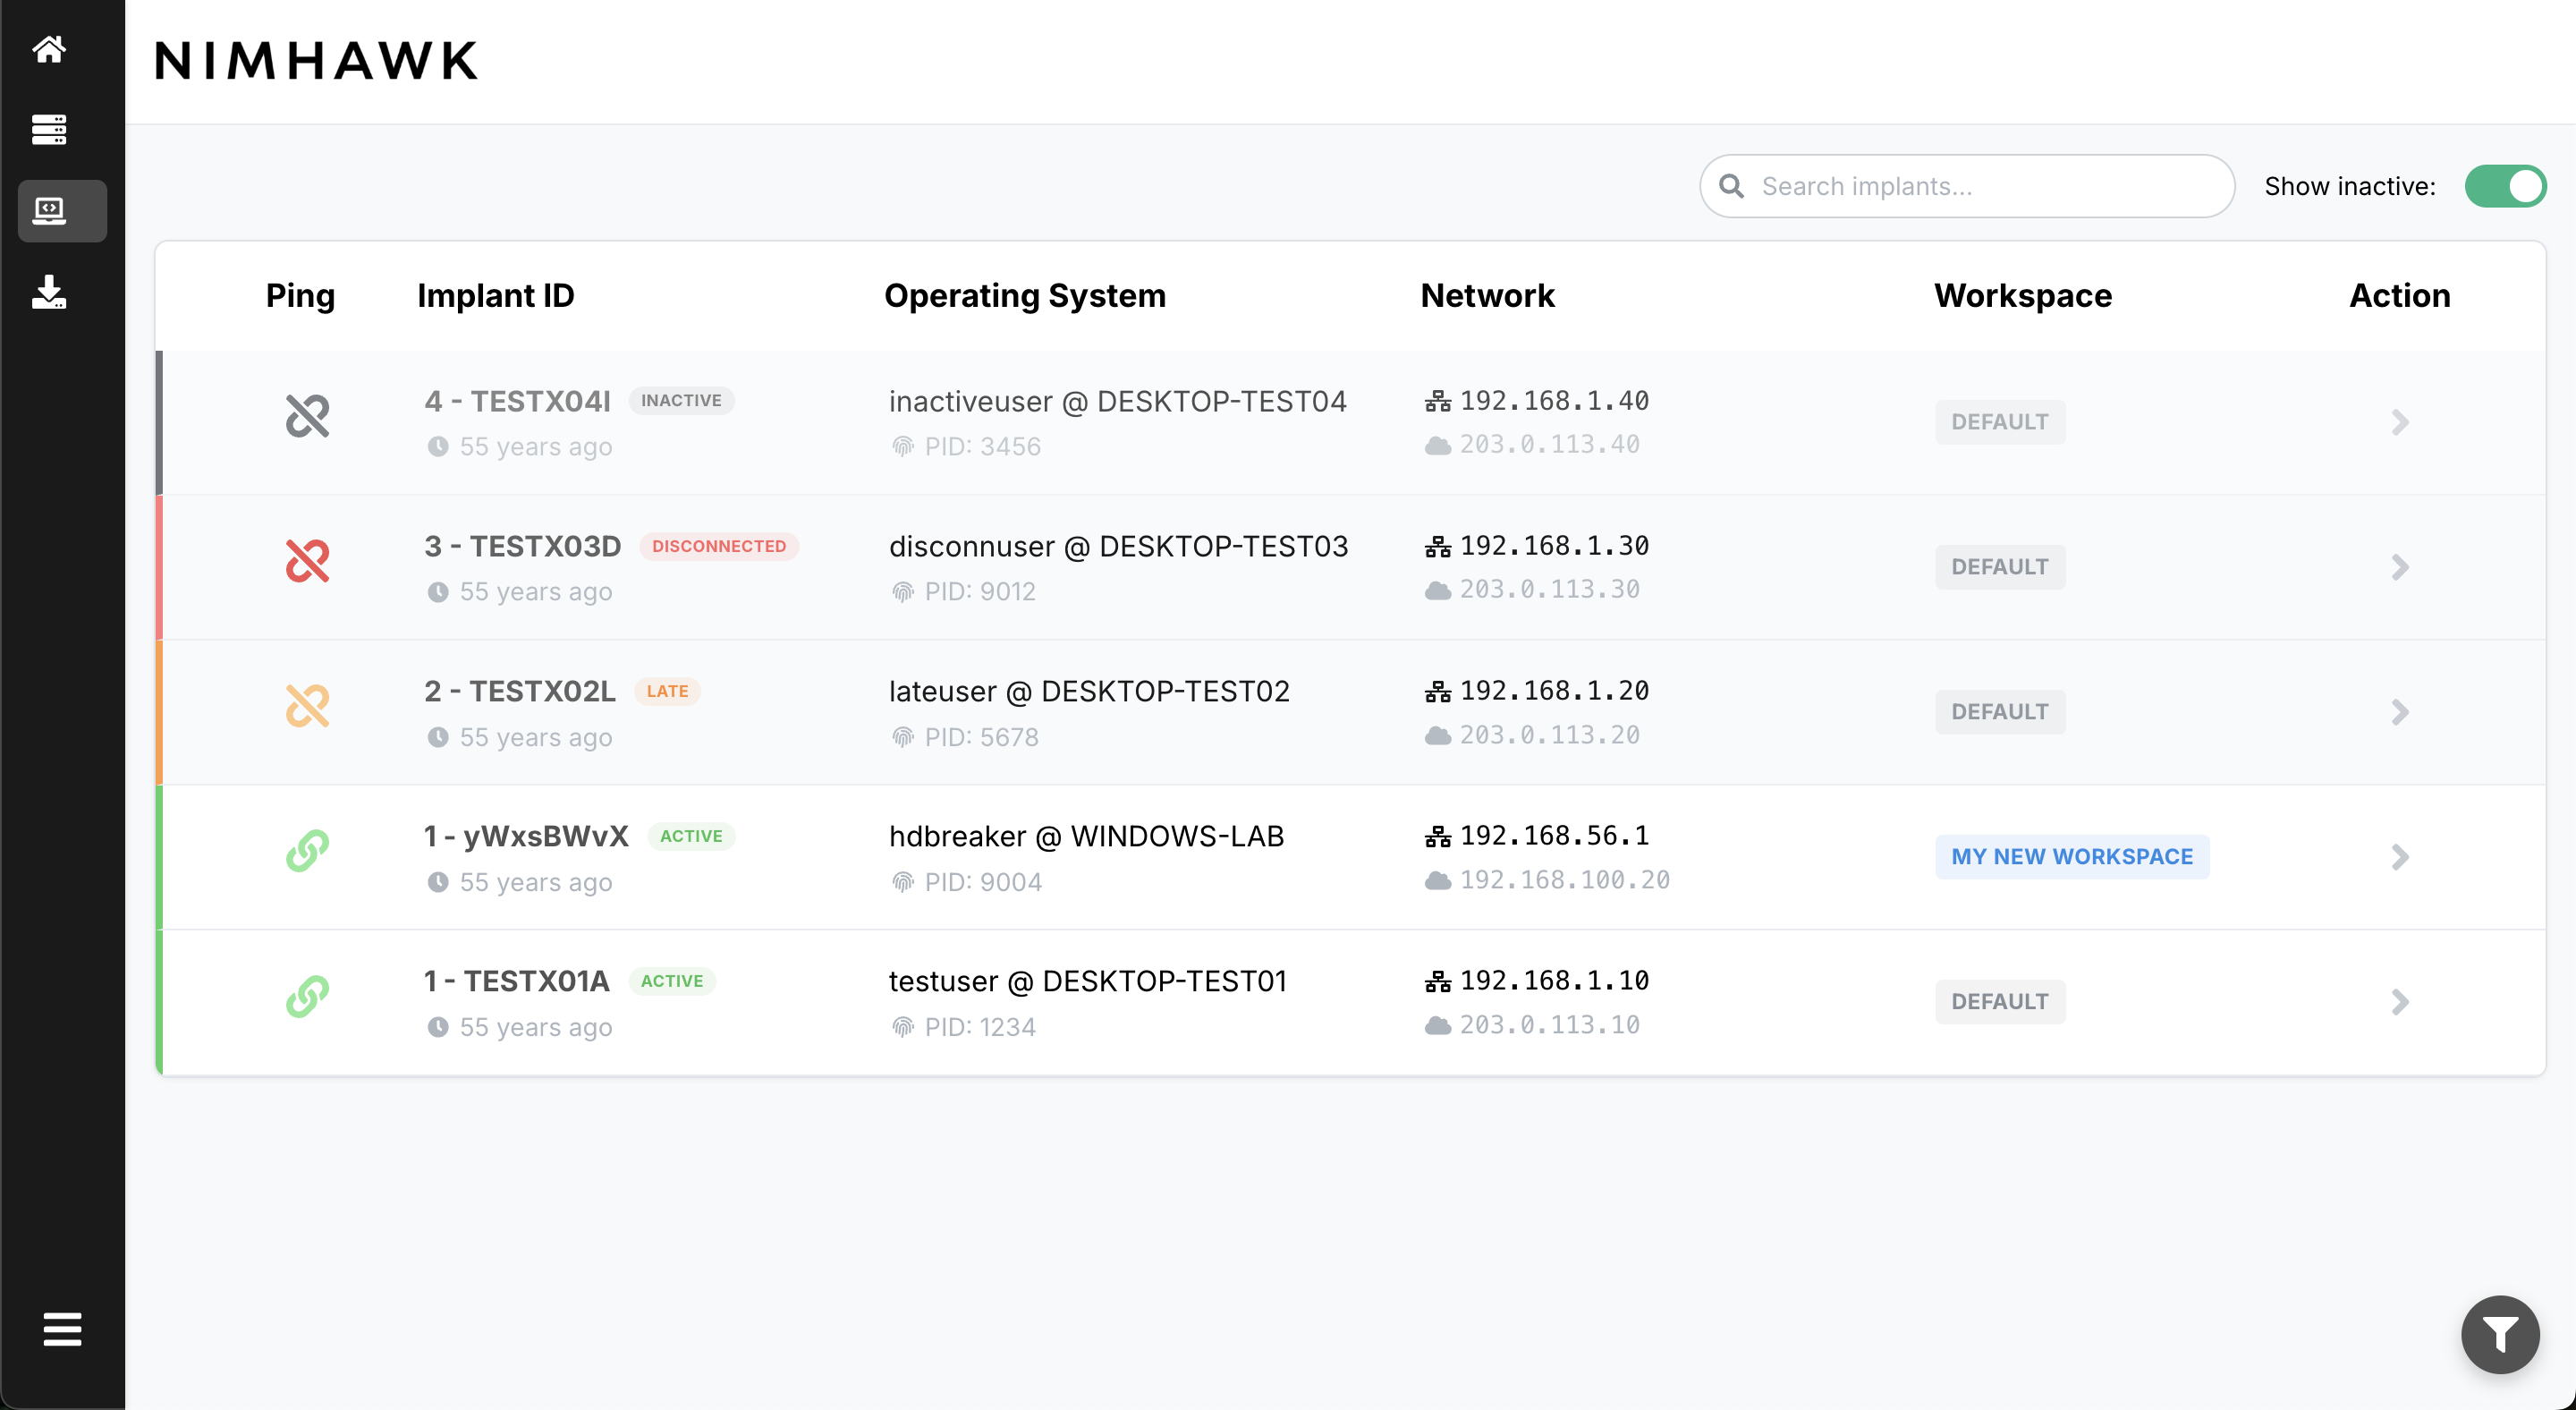 NIMHAWK
Search implants...
Show inactive:
Ping Implant ID Operating System Network Workspace Action
4 - TESTX04I INACTIVE inactiveuser @ DESKTOP-TEST04 192.168.1.40 DEFAULT
55 years ago PID: 3456 203.0.113.40
3 - TESTX03D DISCONNECTED disconnuser @ DESKTOP-TEST03 192.168.1.30 DEFAULT
55 years ago PID: 9012 203.0.113.30
2 - TESTX02L LATE lateuser @ DESKTOP-TEST02 192.168.1.20 DEFAULT
55 years ago PID: 5678 203.0.113.20
1 - yWxsBWvX ACTIVE hdbreaker @ WINDOWS-LAB 192.168.56.1 MY NEW WORKSPACE
55 years ago PID: 9004 192.168.100.20
1 - TESTX01A ACTIVE testuser @ DESKTOP-TEST01 192.168.1.10 DEFAULT
55 years ago PID: 1234 203.0.113.10